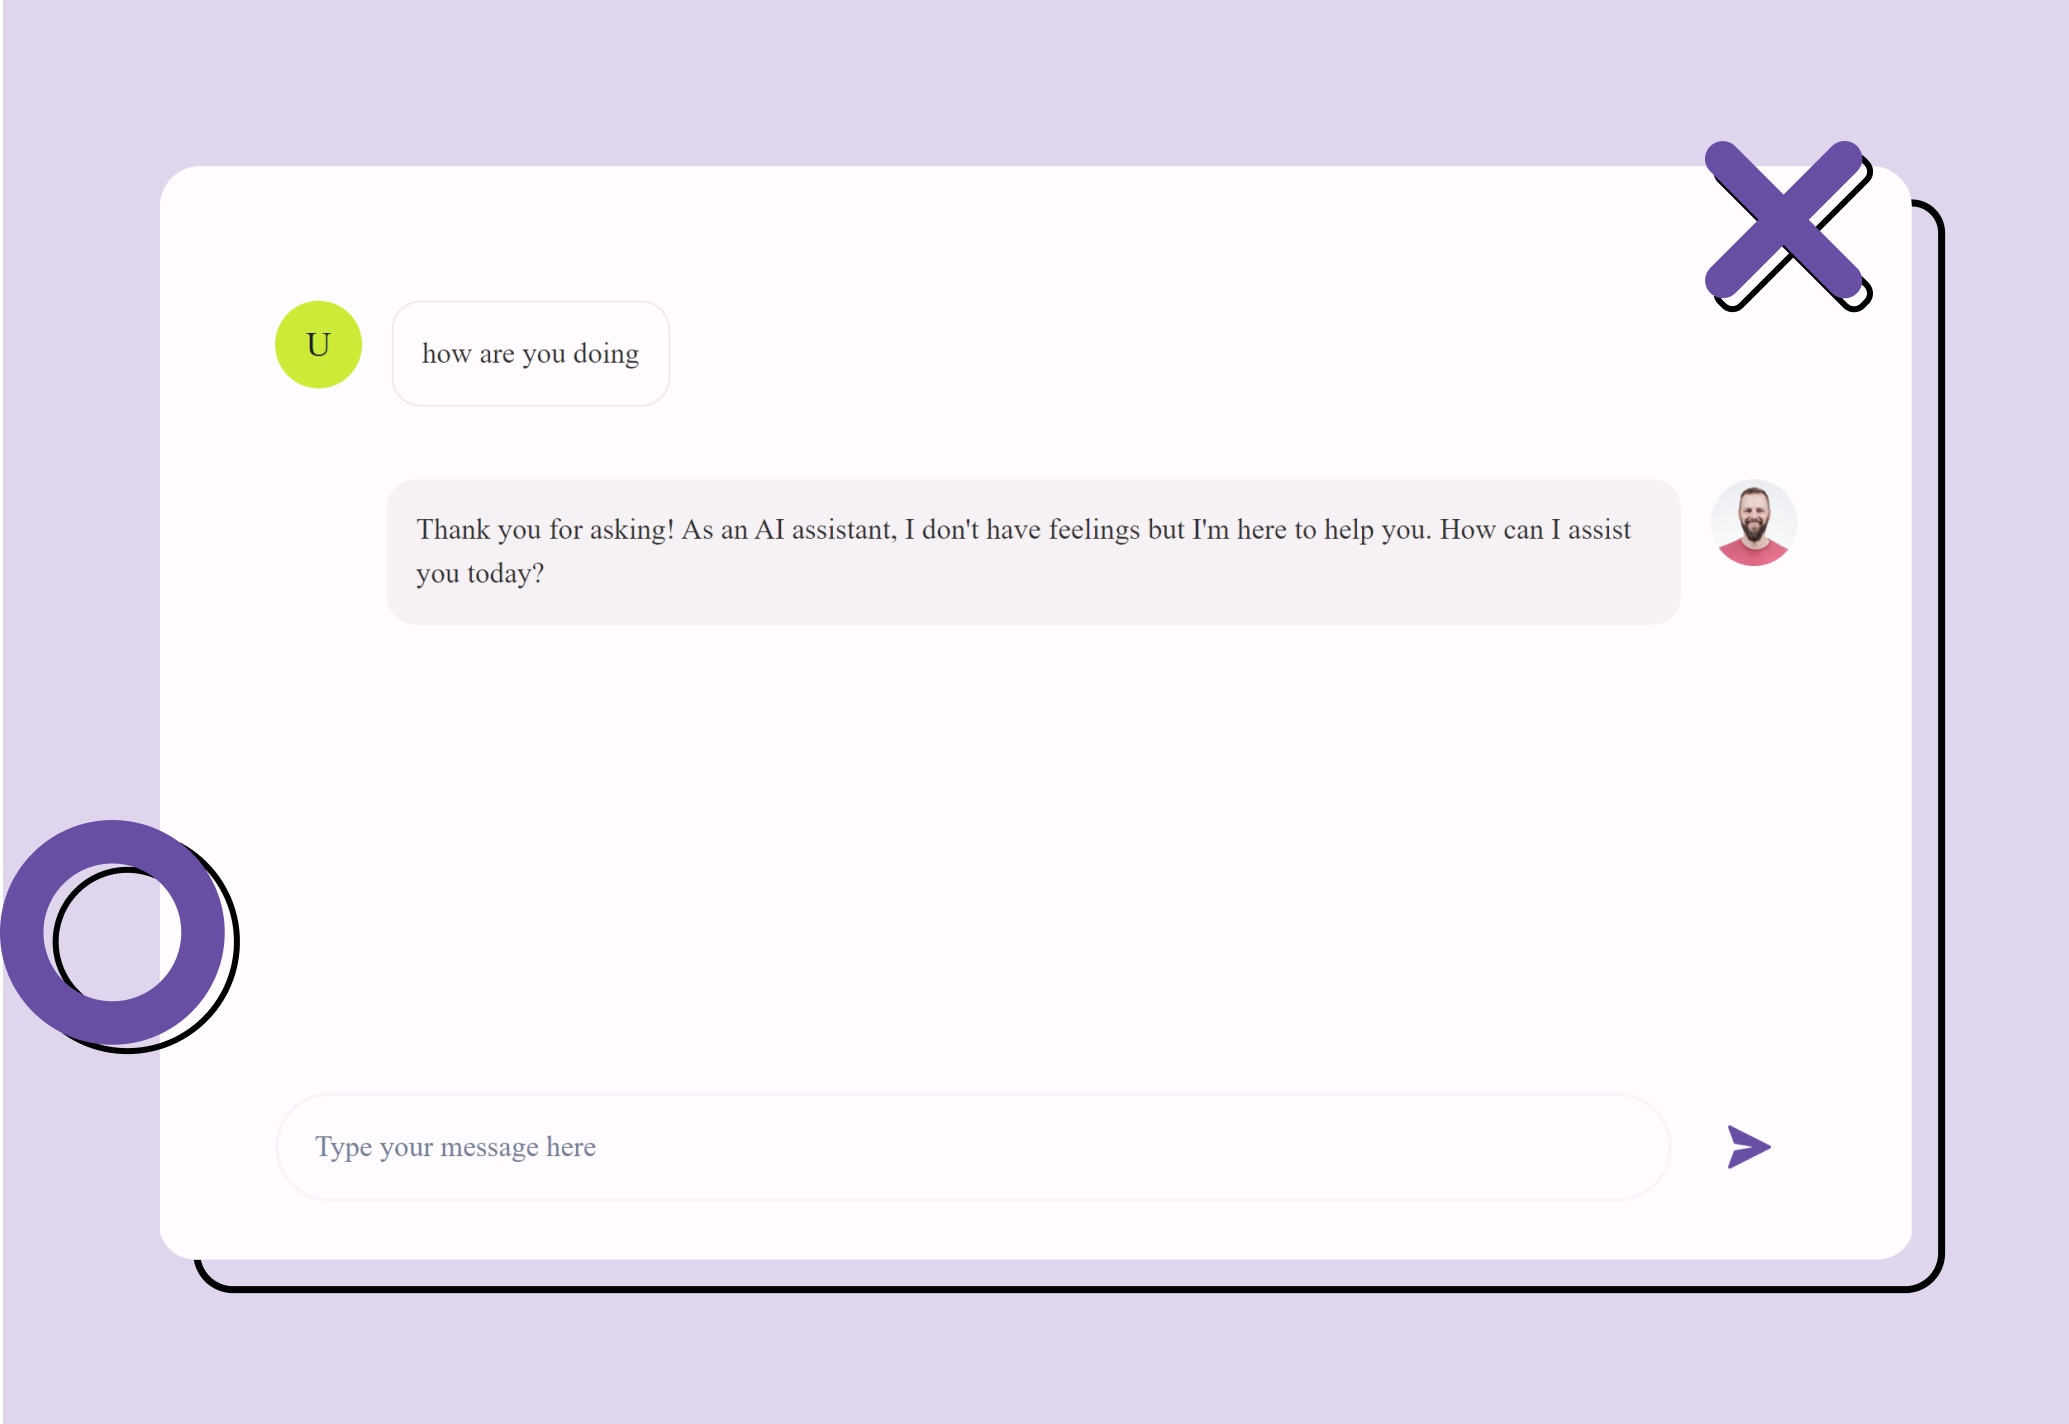 U
how are you doing
Thank you for asking! As an AI assistant, I don't have feelings but I'm here to help you. How can I assist
you today?
Type your message here